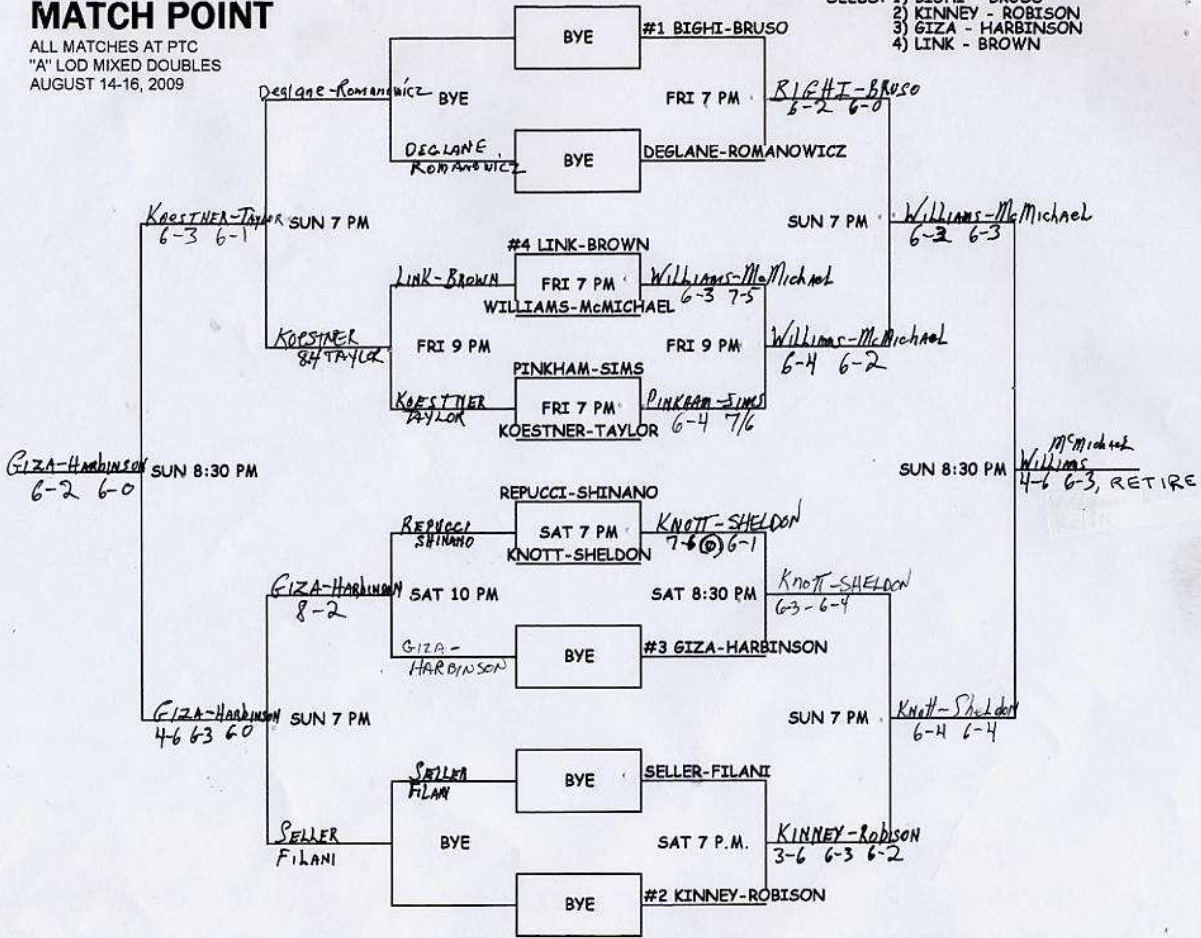 MATCH POINT
ALL MATCHES AT PTC
"A" LOD MIXED DOUBLES
AUGUST 14-16, 2009
2) KINNEY - ROBISON
3) GIZA - HARBINSON
4) LINK - BROWN
BYE
#1 BIGHI-BRUSO
Deglane-Romanowicz
BYE
FRI 7 PM
BIGHI-BRUSO
6-2 6-0
DEGLANE
ROMANOWICZ
BYE
DEGLANE-ROMANOWICZ
KOESTNER-TAYLOR
6-3 6-1
SUN 7 PM
SUN 7 PM
Williams-McMichael
6-3
#4 LINK-BROWN
LINK-BROWN
FRI 7 PM
Williams-McMichael
6-3 7-5
WILLIAMS-McMICHAEL
KOESTNER
84 TAYLOR
FRI 9 PM
FRI 9 PM
Williams-McMichael
6-4 6-2
PINKHAM-SIMS
KOESTNER
TAYLOR
FRI 7 PM
PINKHAM-SIMS
6-4 7/6
KOESTNER-TAYLOR
GIZA-HARBINSON
6-2 6-0
SUN 8:30 PM
SUN 8:30 PM
McMichael
Williams
4-6 6-3, RETIRE
REPUCCI-SHINANO
REPUCCI
SHINANO
SAT 7 PM
KNOTT-SHELDON
7-6 6-1
KNOTT-SHELDON
GIZA-HARBINSON
8-2
SAT 10 PM
SAT 8:30 PM
KNOTT-SHELDON
6-3 - 6-4
GIZA-
HARBINSON
BYE
#3 GIZA-HARBINSON
GIZA-HARBINSON
4-6 6-3 6-0
SUN 7 PM
SUN 7 PM
Knott-Sheldon
6-4 6-4
SELLER
FILANI
BYE
SELLER-FILANI
SELLER
FILANI
BYE
SAT 7 P.M.
KINNEY-ROBISON
3-6 6-3 6-2
BYE
#2 KINNEY-ROBISON